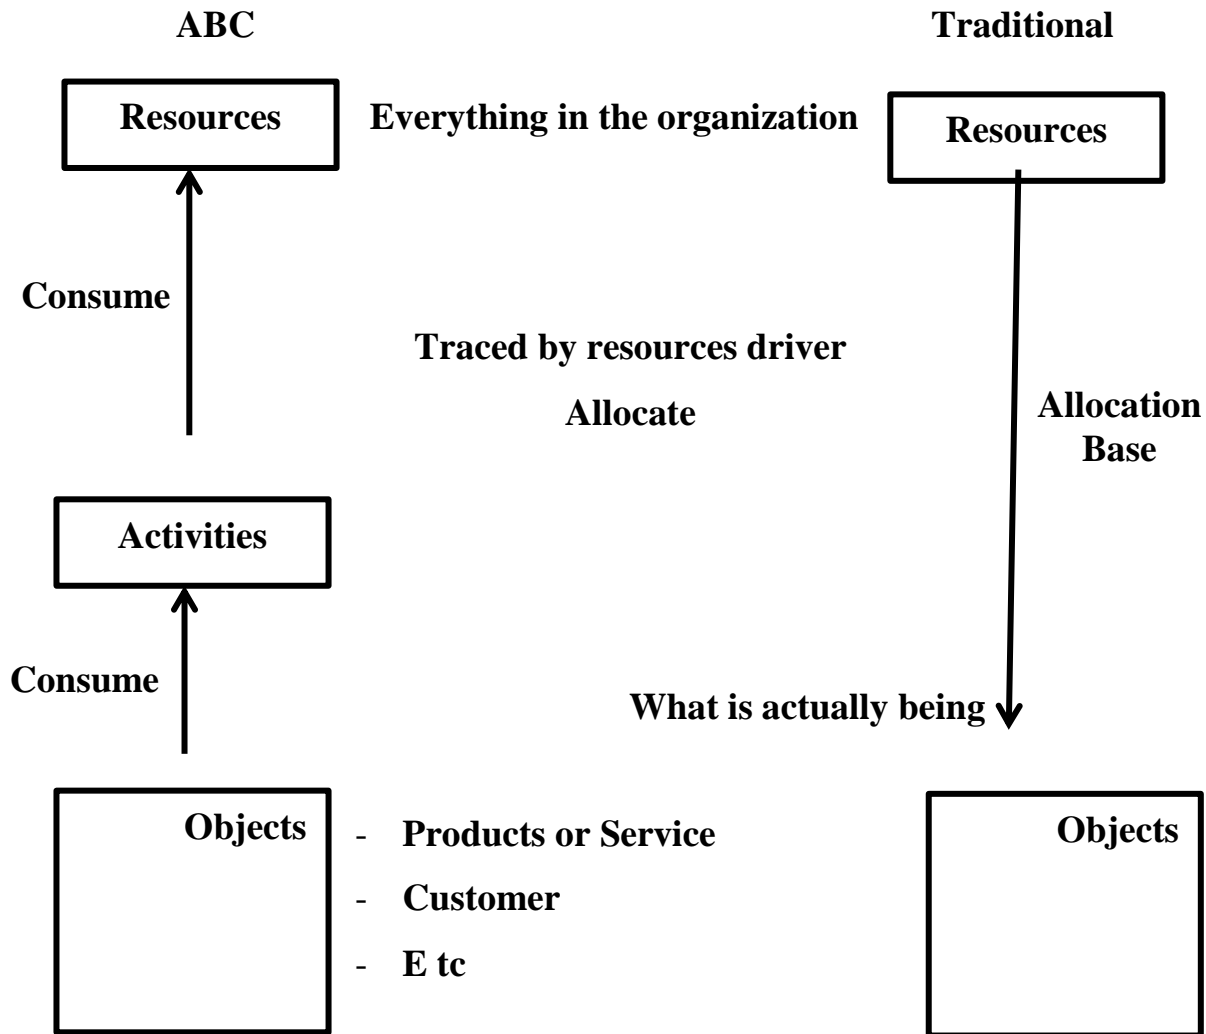 ABC
Traditional
Resources
Everything in the organization
Resources
Consume
Traced by resources driver
Allocate
Allocation
Base
Activities
Consume
What is actually being
Objects
- Products or Service
- Customer
- E tc
Objects